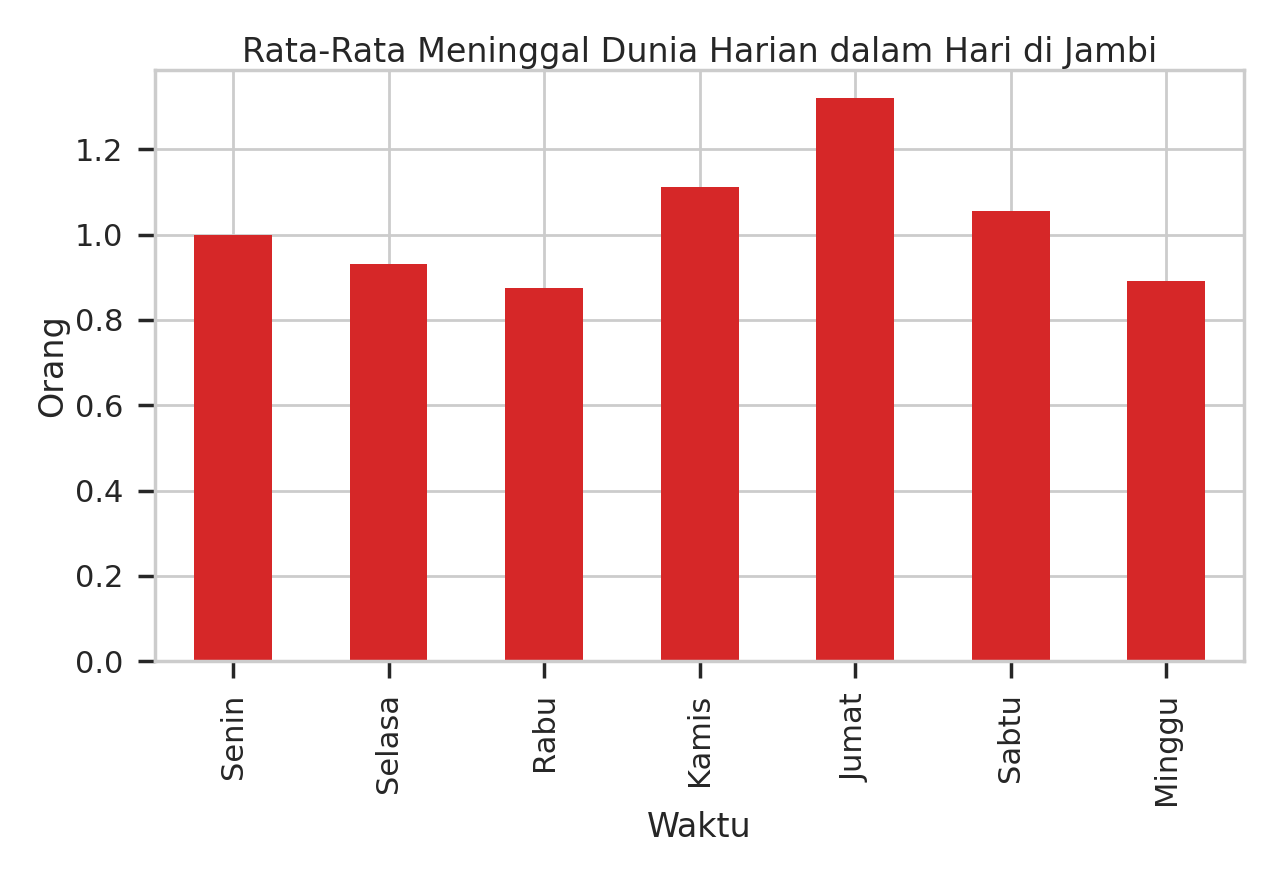 Rata-Rata Meninggal Dunia Harian dalam Hari di Jambi
Orang
1.2
1.0
0.8
0.6
0.4
0.2
0.0
Senin
Selasa
Rabu
Kamis
Jumat
Sabtu
Minggu
Waktu